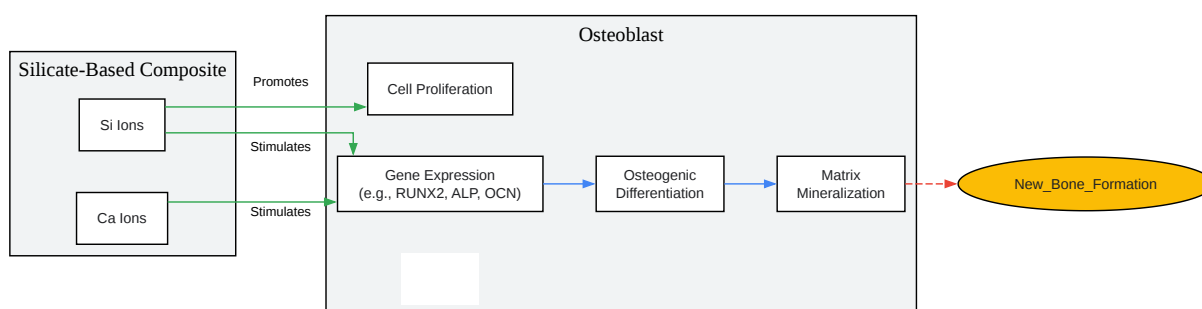 Osteoblast
Silicate-Based Composite
Promotes
Cell Proliferation
Si Ions
Stimulates
Gene Expression
(e.g., RUNX2, ALP, OCN)
Osteogenic
Differentiation
Matrix
Mineralization
New_Bone_Formation
Ca Ions
Stimulates